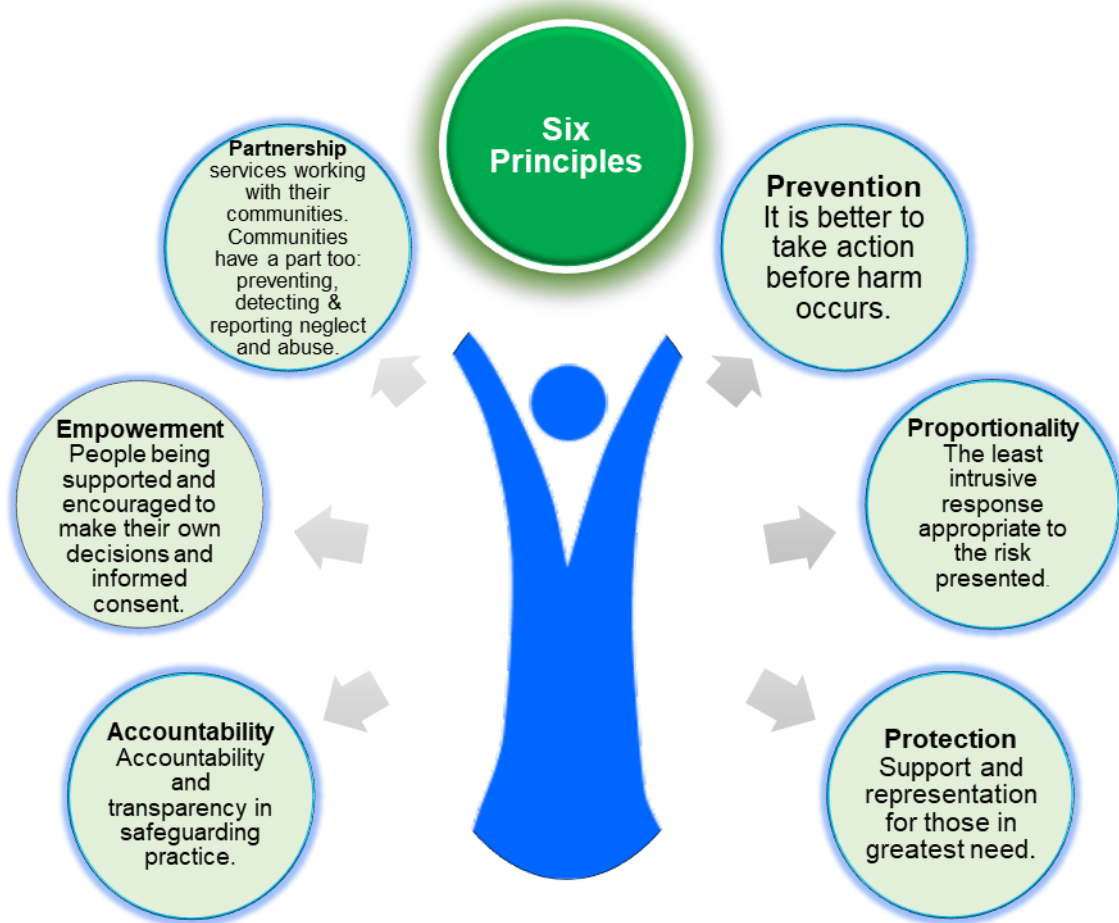 Six
Principles
Partnership
services working
with their
communities.
Communities
have a part too:
preventing,
detecting &
reporting neglect
and abuse.
Prevention
It is better to
take action
before harm
occurs.
Empowerment
People being
supported and
encouraged to
make their own
decisions and
informed
consent.
Proportionality
The least
intrusive
response
appropriate to
the risk
presented.
Accountability
Accountability
and
transparency in
safeguarding
practice.
Protection
Support and
representation
for those in
greatest need.